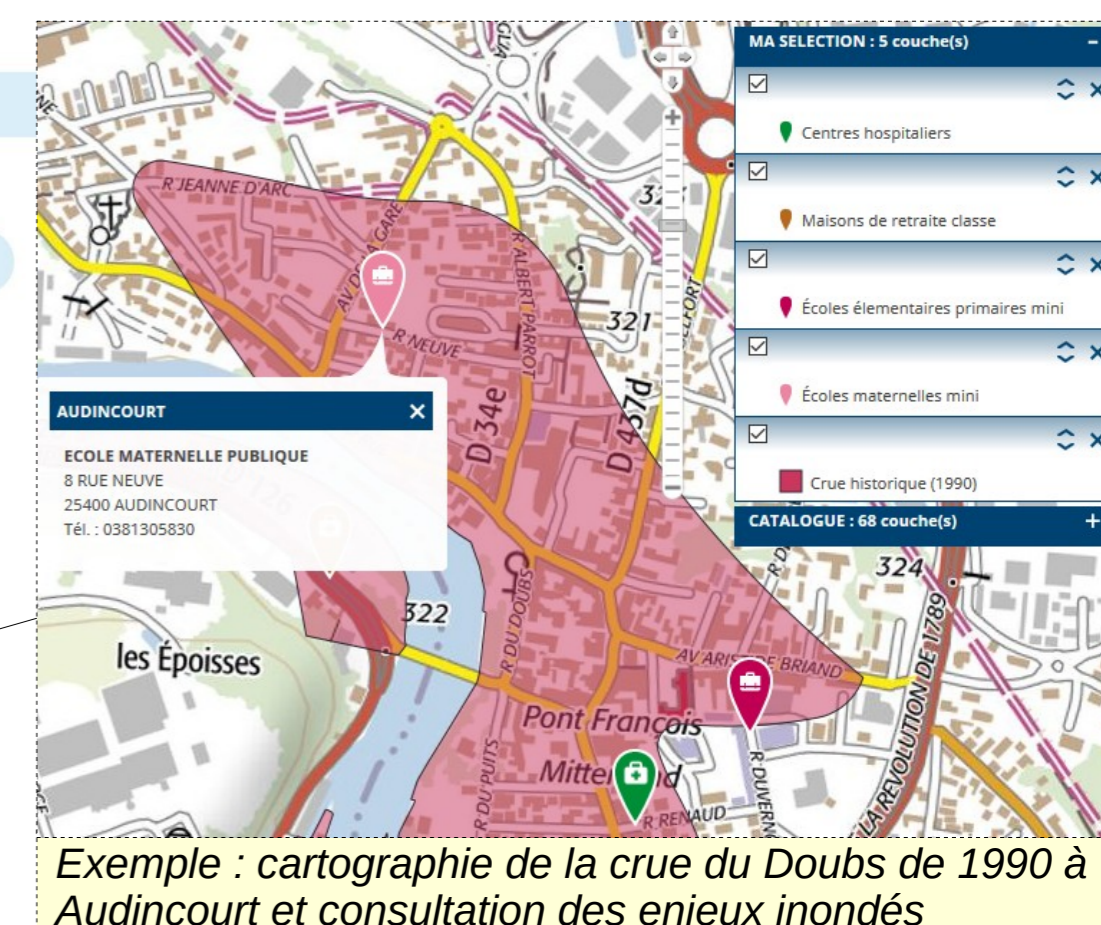 MA SELECTION : 5 couche(s)
Centres hospitaliers
Maisons de retraite classe
Écoles élementaires primaires mini
Écoles maternelles mini
Crue historique (1990)
CATALOGUE : 68 couche(s)
R JEANNE D'ARC
AV DE LA GARE
R ALBERT PARROT
R NEUVE
321
D 34e
D 437d
AUDINCOURT
ECOLE MATERNELLE PUBLIQUE
8 RUE NEUVE
25400 AUDINCOURT
Tél. : 0381305830
324
322
R DU DOUBS
les Époisses
AV ARISTIDE BRIAND
LA REVOLUTION DE 1789
Pont François
R DU PUITS
R RENAUD
Exemple : cartographie de la crue du Doubs de 1990 à
Audincourt et consultation des enjeux inondés